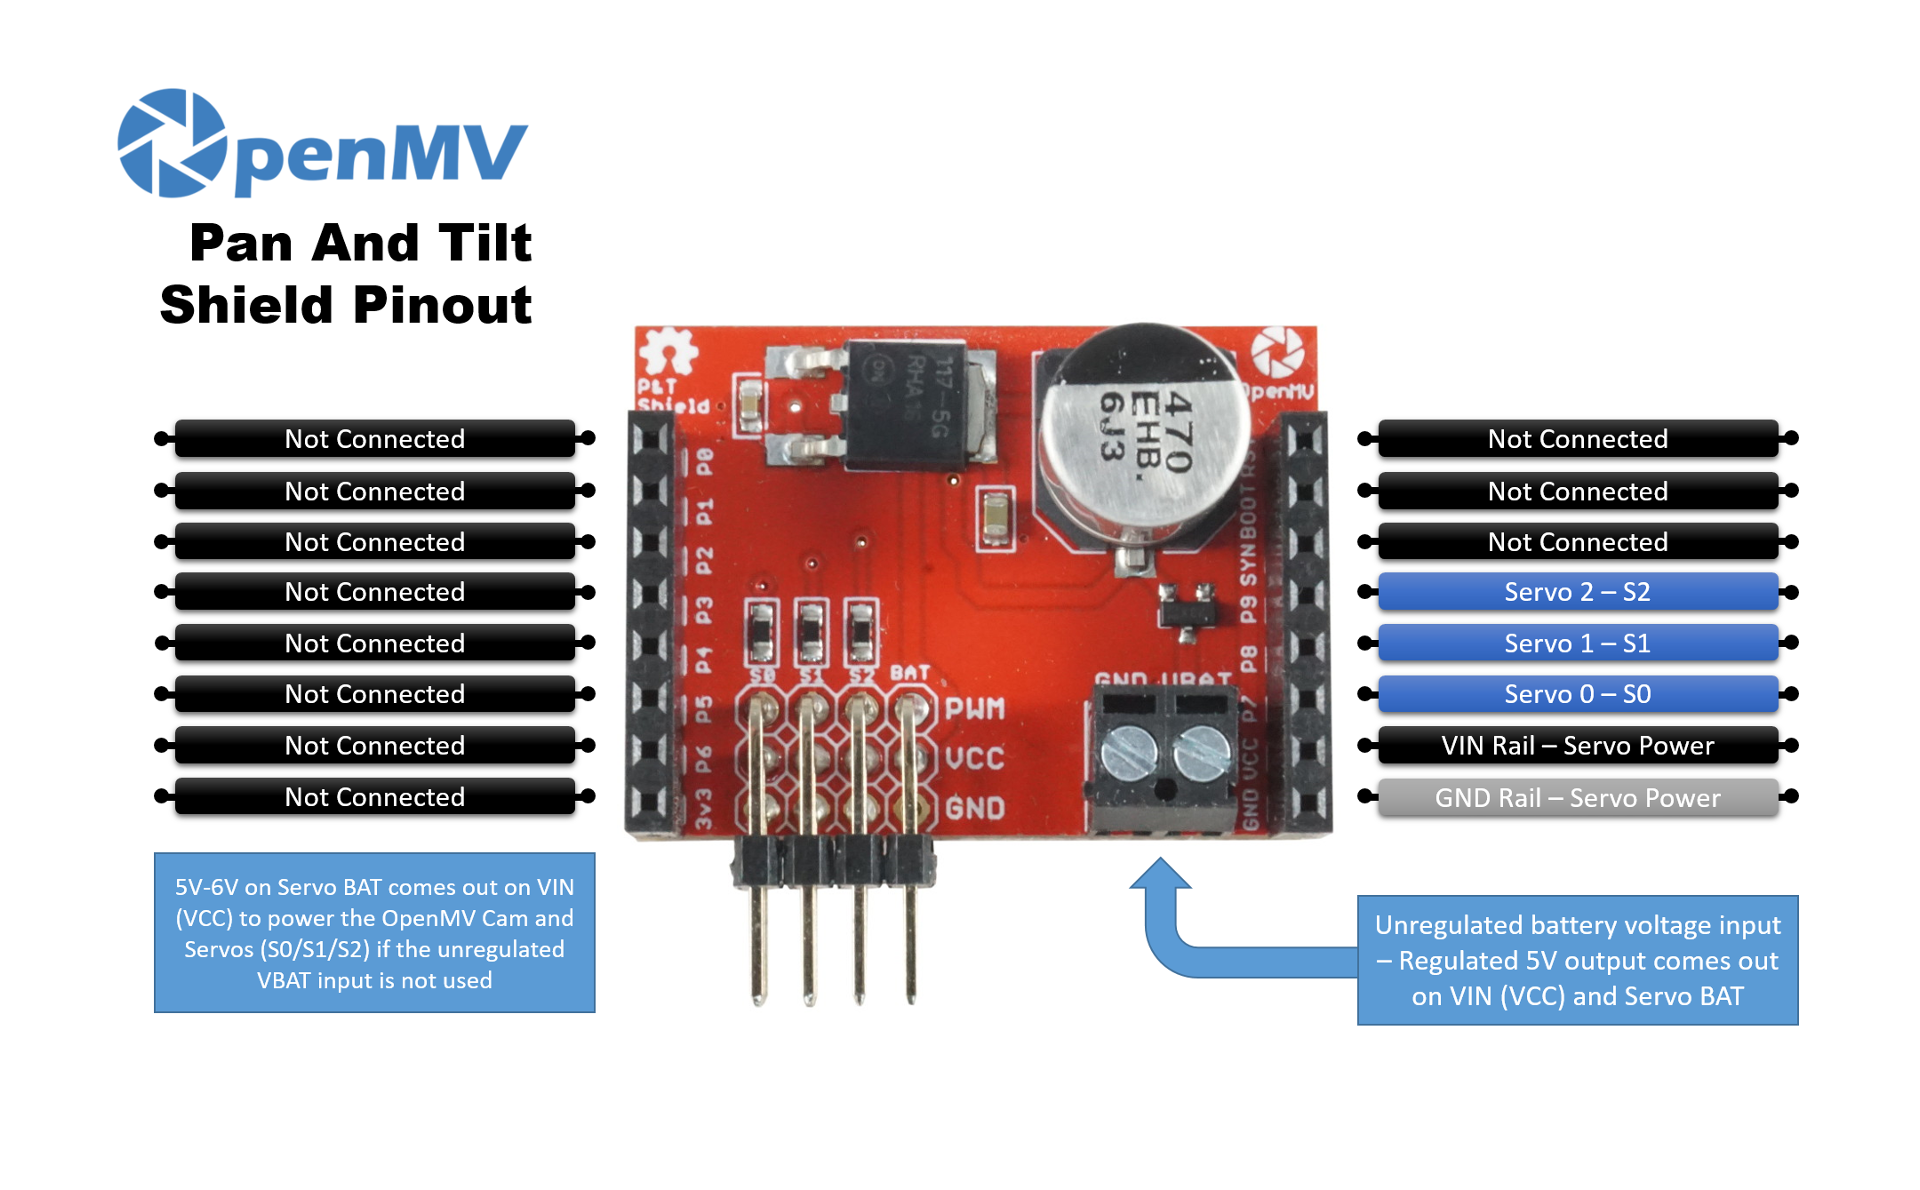 OpenMV
Pan And Tilt
Shield Pinout
P&T
Shield
OpenMV
117-5G
RHA16
ON
470
EHB.
6J3
Not Connected
Not Connected
Not Connected
Not Connected
Not Connected
Not Connected
Not Connected
Not Connected
P0
P1
P2
P3
P4
P5
P6
3v3
S0 S1 S2 BAT
PWM
VCC
GND
GND VBAT
BOOT
SYN
P9
P8
P7
VCC
GND
Not Connected
Not Connected
Not Connected
Servo 2 – S2
Servo 1 – S1
Servo 0 – S0
VIN Rail – Servo Power
GND Rail – Servo Power
5V-6V on Servo BAT comes out on VIN
(VCC) to power the OpenMV Cam and
Servos (S0/S1/S2) if the unregulated
VBAT input is not used
Unregulated battery voltage input
– Regulated 5V output comes out
on VIN (VCC) and Servo BAT